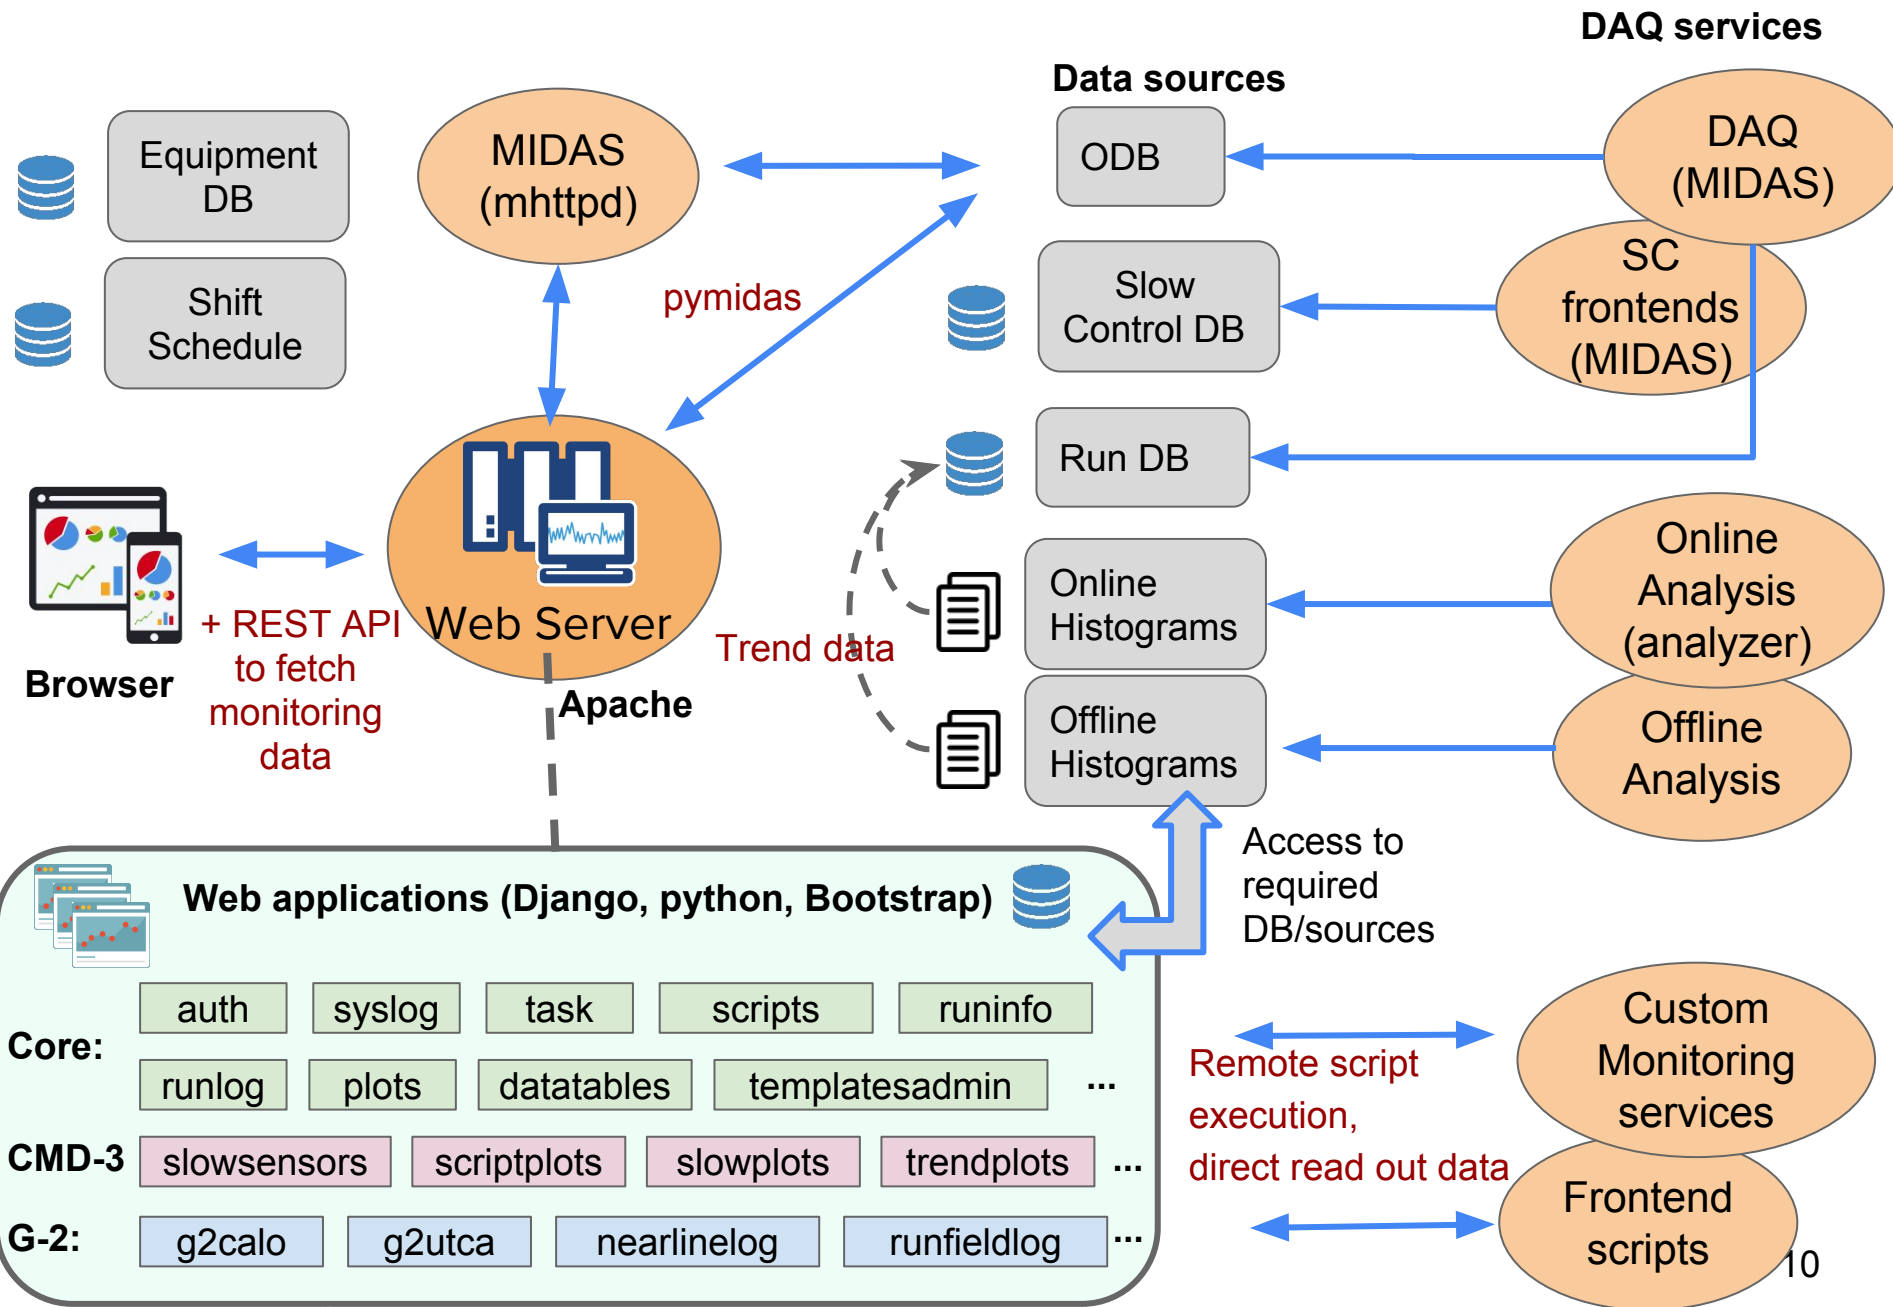 DAQ services
Data sources
Equipment
DB
MIDAS
(mhttpd)
ODB
DAQ
(MIDAS)
Shift
Schedule
pymidas
Slow
Control DB
SC
frontends
(MIDAS)
Run DB
Browser
+ REST API
to fetch
monitoring
data
Web Server
Apache
Trend data
Online
Histograms
Online
Analysis
(analyzer)
Offline
Histograms
Offline
Analysis
Access to
required
DB/sources
Web applications (Django, python, Bootstrap)
Core:
auth
syslog
task
scripts
runinfo
runlog
plots
datatables
templatesadmin
...
CMD-3
slowsensors
scriptplots
slowplots
trendplots
...
G-2:
g2calo
g2utca
nearlinelog
runfieldlog
...
Remote script
execution,
direct read out data
Custom
Monitoring
services
Frontend
scripts
10